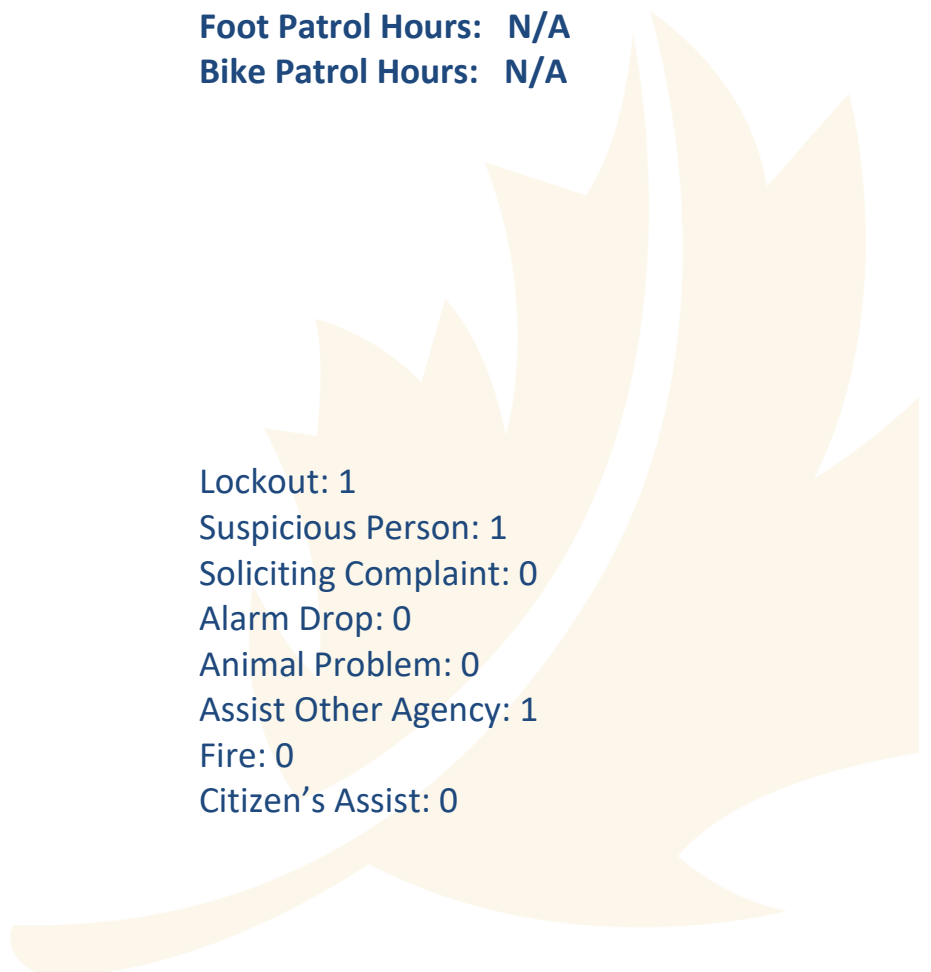 Foot Patrol Hours: N/A
Bike Patrol Hours: N/A
Lockout: 1
Suspicious Person: 1
Soliciting Complaint: 0
Alarm Drop: 0
Animal Problem: 0
Assist Other Agency: 1
Fire: 0
Citizen’s Assist: 0